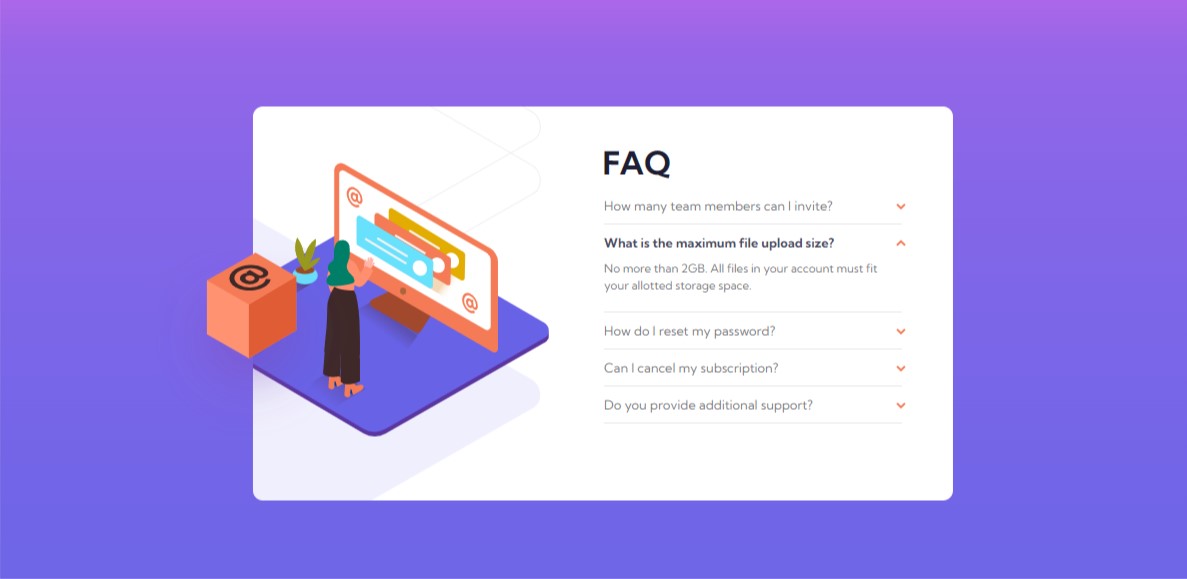 FAQ
How many team members can I invite?
What is the maximum file upload size?
No more than 2GB. All files in your account must fit
your allotted storage space.
How do I reset my password?
Can I cancel my subscription?
Do you provide additional support?
@
@
@